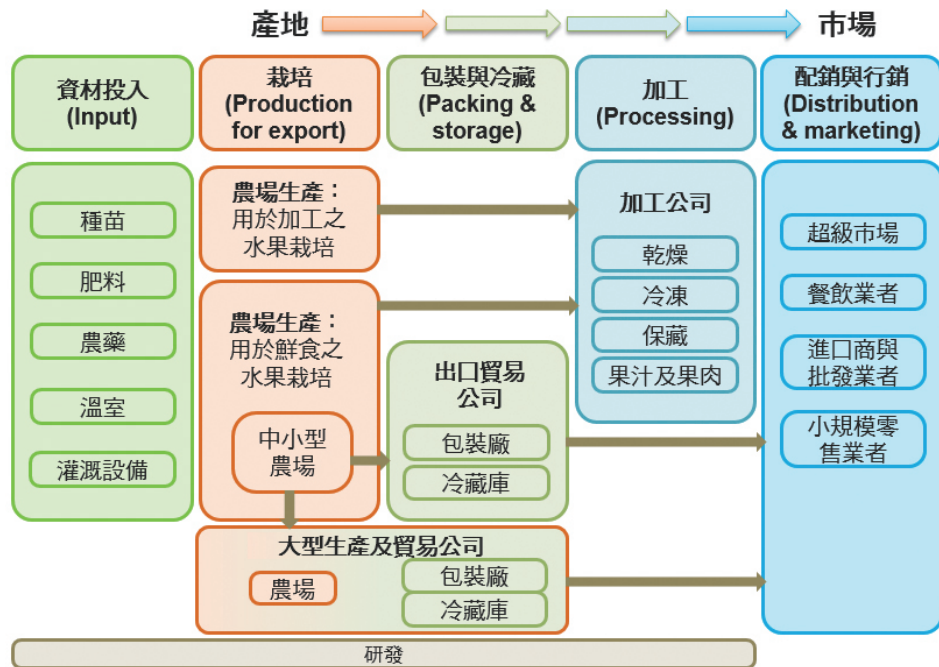 產地
市場
資材投入
(Input)
栽培
(Production
for export)
包裝與冷藏
(Packing &
storage)
加工
(Processing)
配銷與行銷
(Distribution
& marketing)
種苗
肥料
農藥
溫室
灌溉設備
農場生產：
用於加工之
水果栽培
農場生產：
用於鮮食之
水果栽培
中小型
農場
出口貿易
公司
包裝廠
冷藏庫
大型生產及貿易公司
農場
包裝廠
冷藏庫
加工公司
乾燥
冷凍
保藏
果汁及果肉
超級市場
餐飲業者
進口商與
批發業者
小規模零
售業者
研發